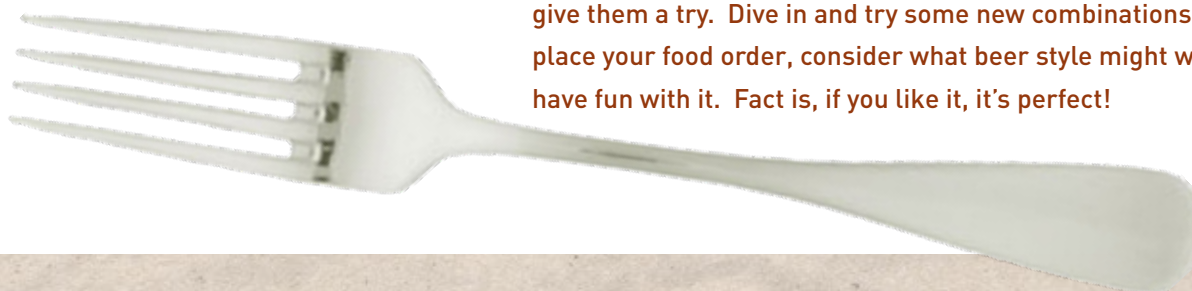 give them a try.  Dive in and try some new combinations
place your food order, consider what beer style might w
have fun with it.  Fact is, if you like it, it’s perfect!